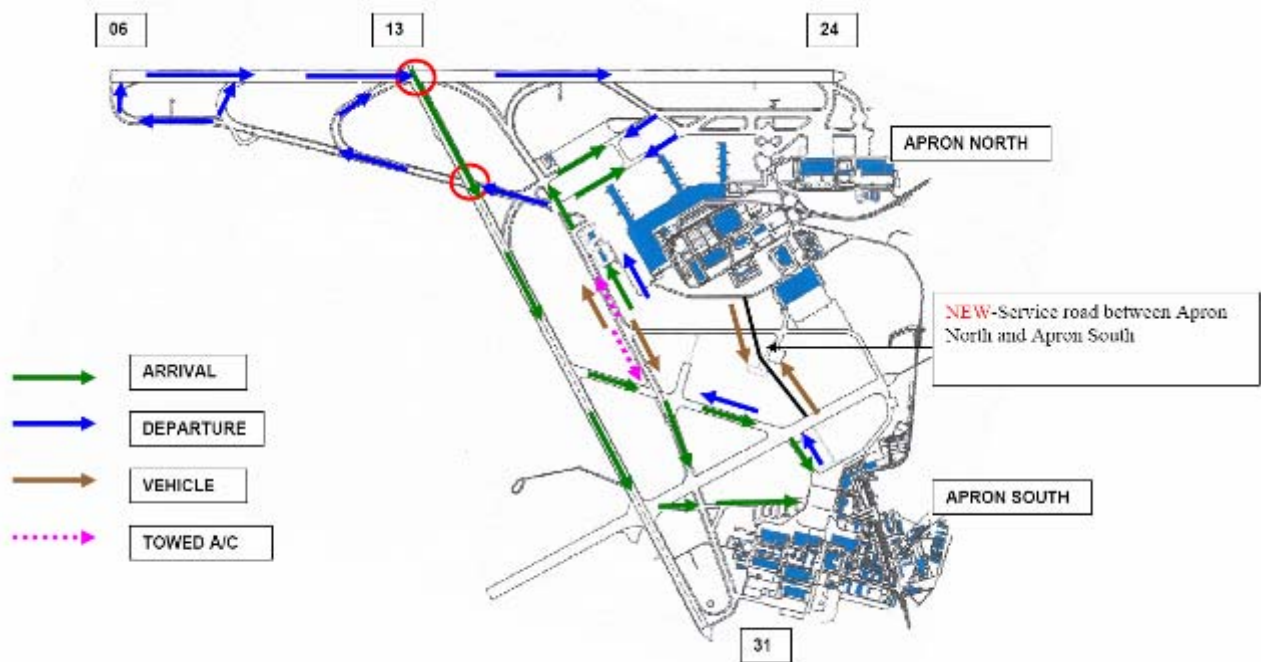 06
13
24
APRON NORTH
NEW-Service road between Apron
North and Apron South
ARRIVAL
DEPARTURE
VEHICLE
APRON SOUTH
TOWED A/C
31